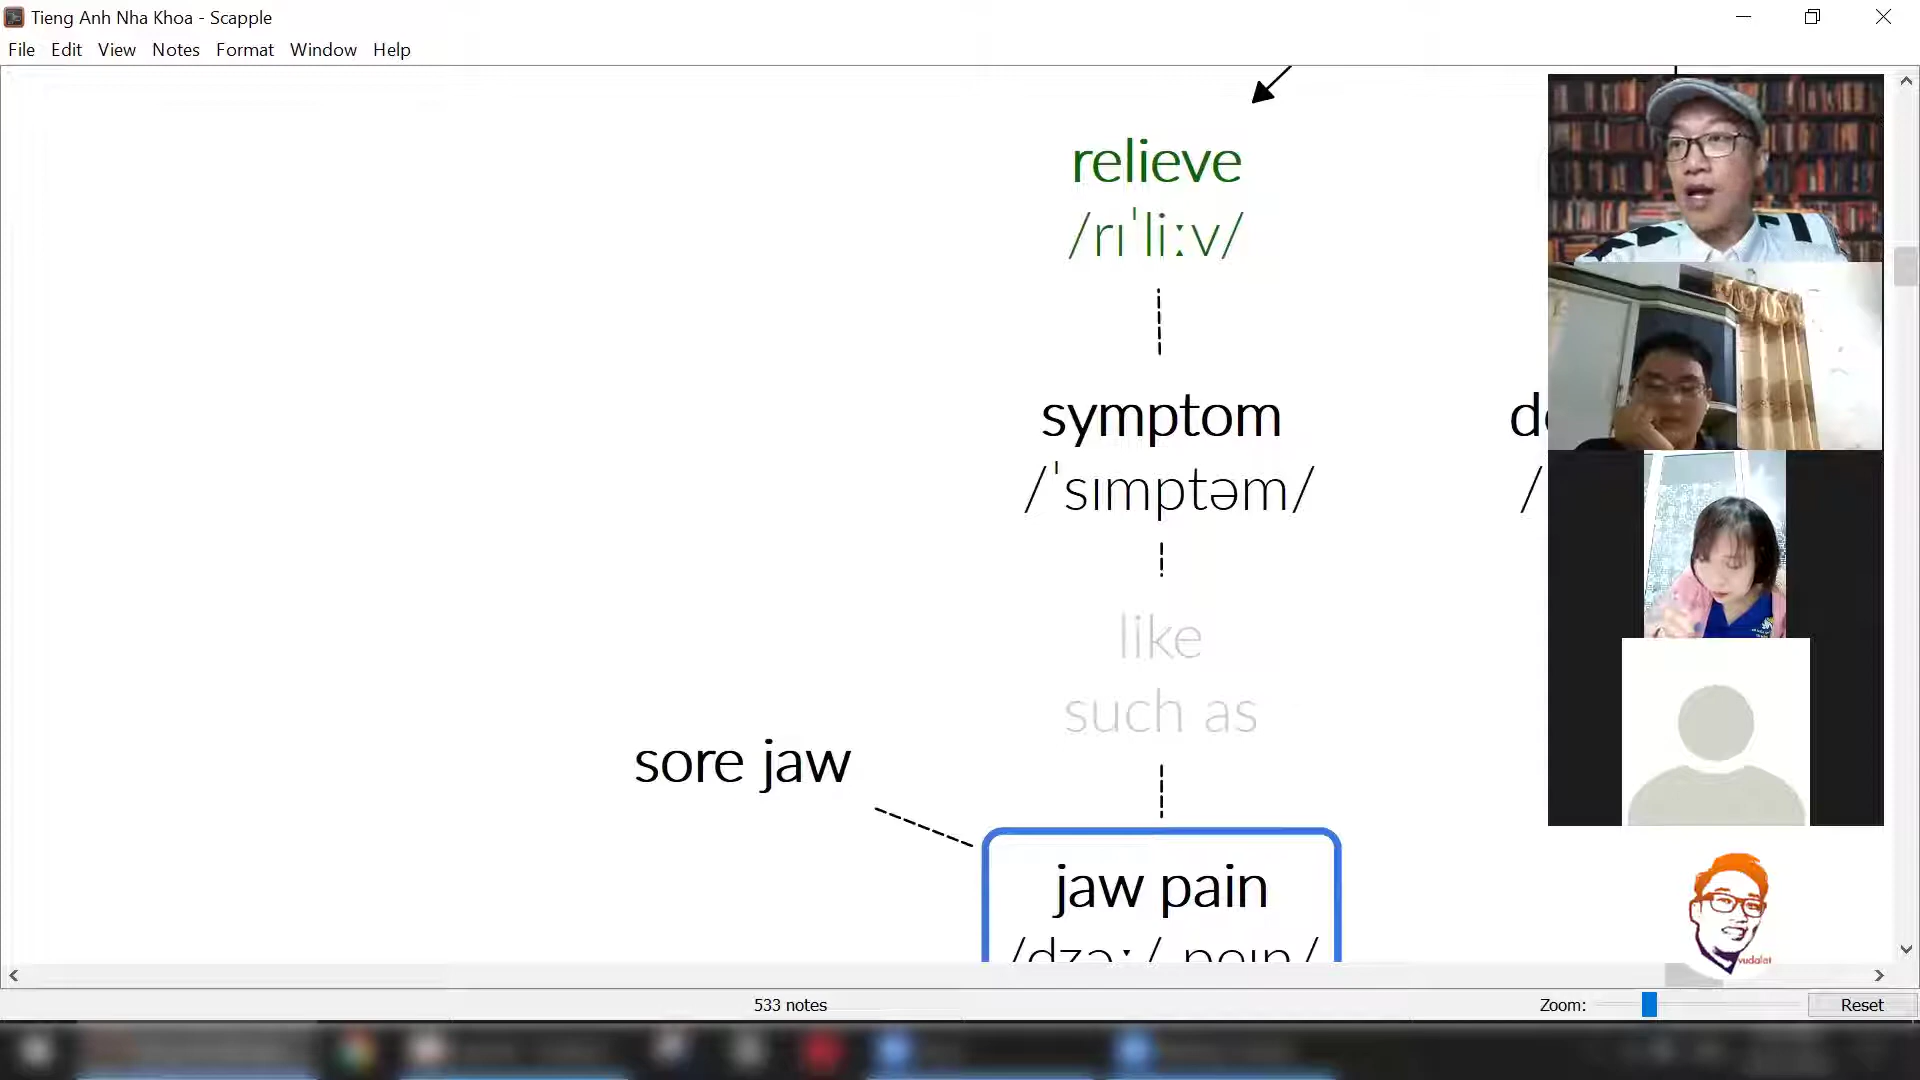 Tieng Anh Nha Khoa - Scapple
File Edit View Notes Format Window Help
relieve
/rɪˈliːv/
symptom
/ˈsɪmptəm/
like
such as
sore jaw
jaw pain
vudalat
533 notes
Zoom:
Reset